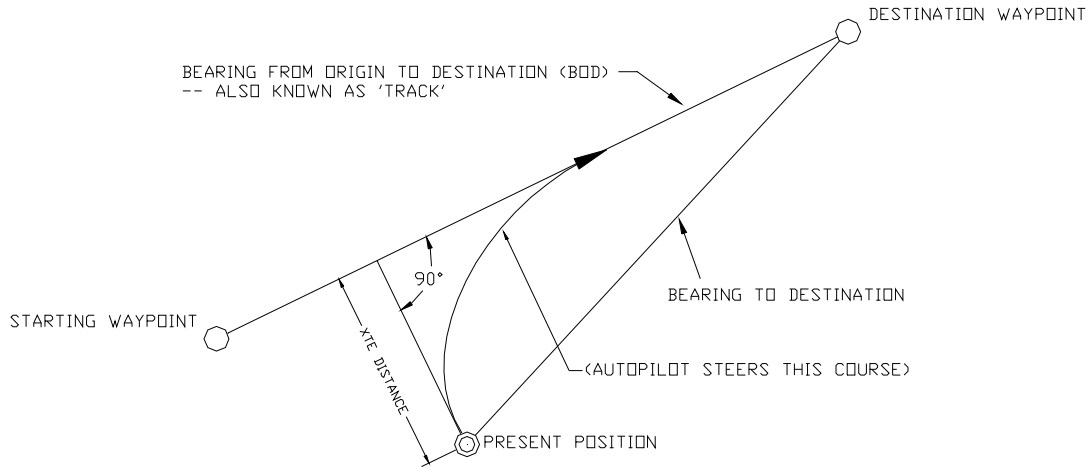 DESTINATION WAYPOINT
BEARING FROM ORIGIN TO DESTINATION (BOD)
-- ALSO KNOWN AS 'TRACK'
90°
BEARING TO DESTINATION
STARTING WAYPOINT
XTE DISTANCE
(AUTOPILOT STEERS THIS COURSE)
PRESENT POSITION